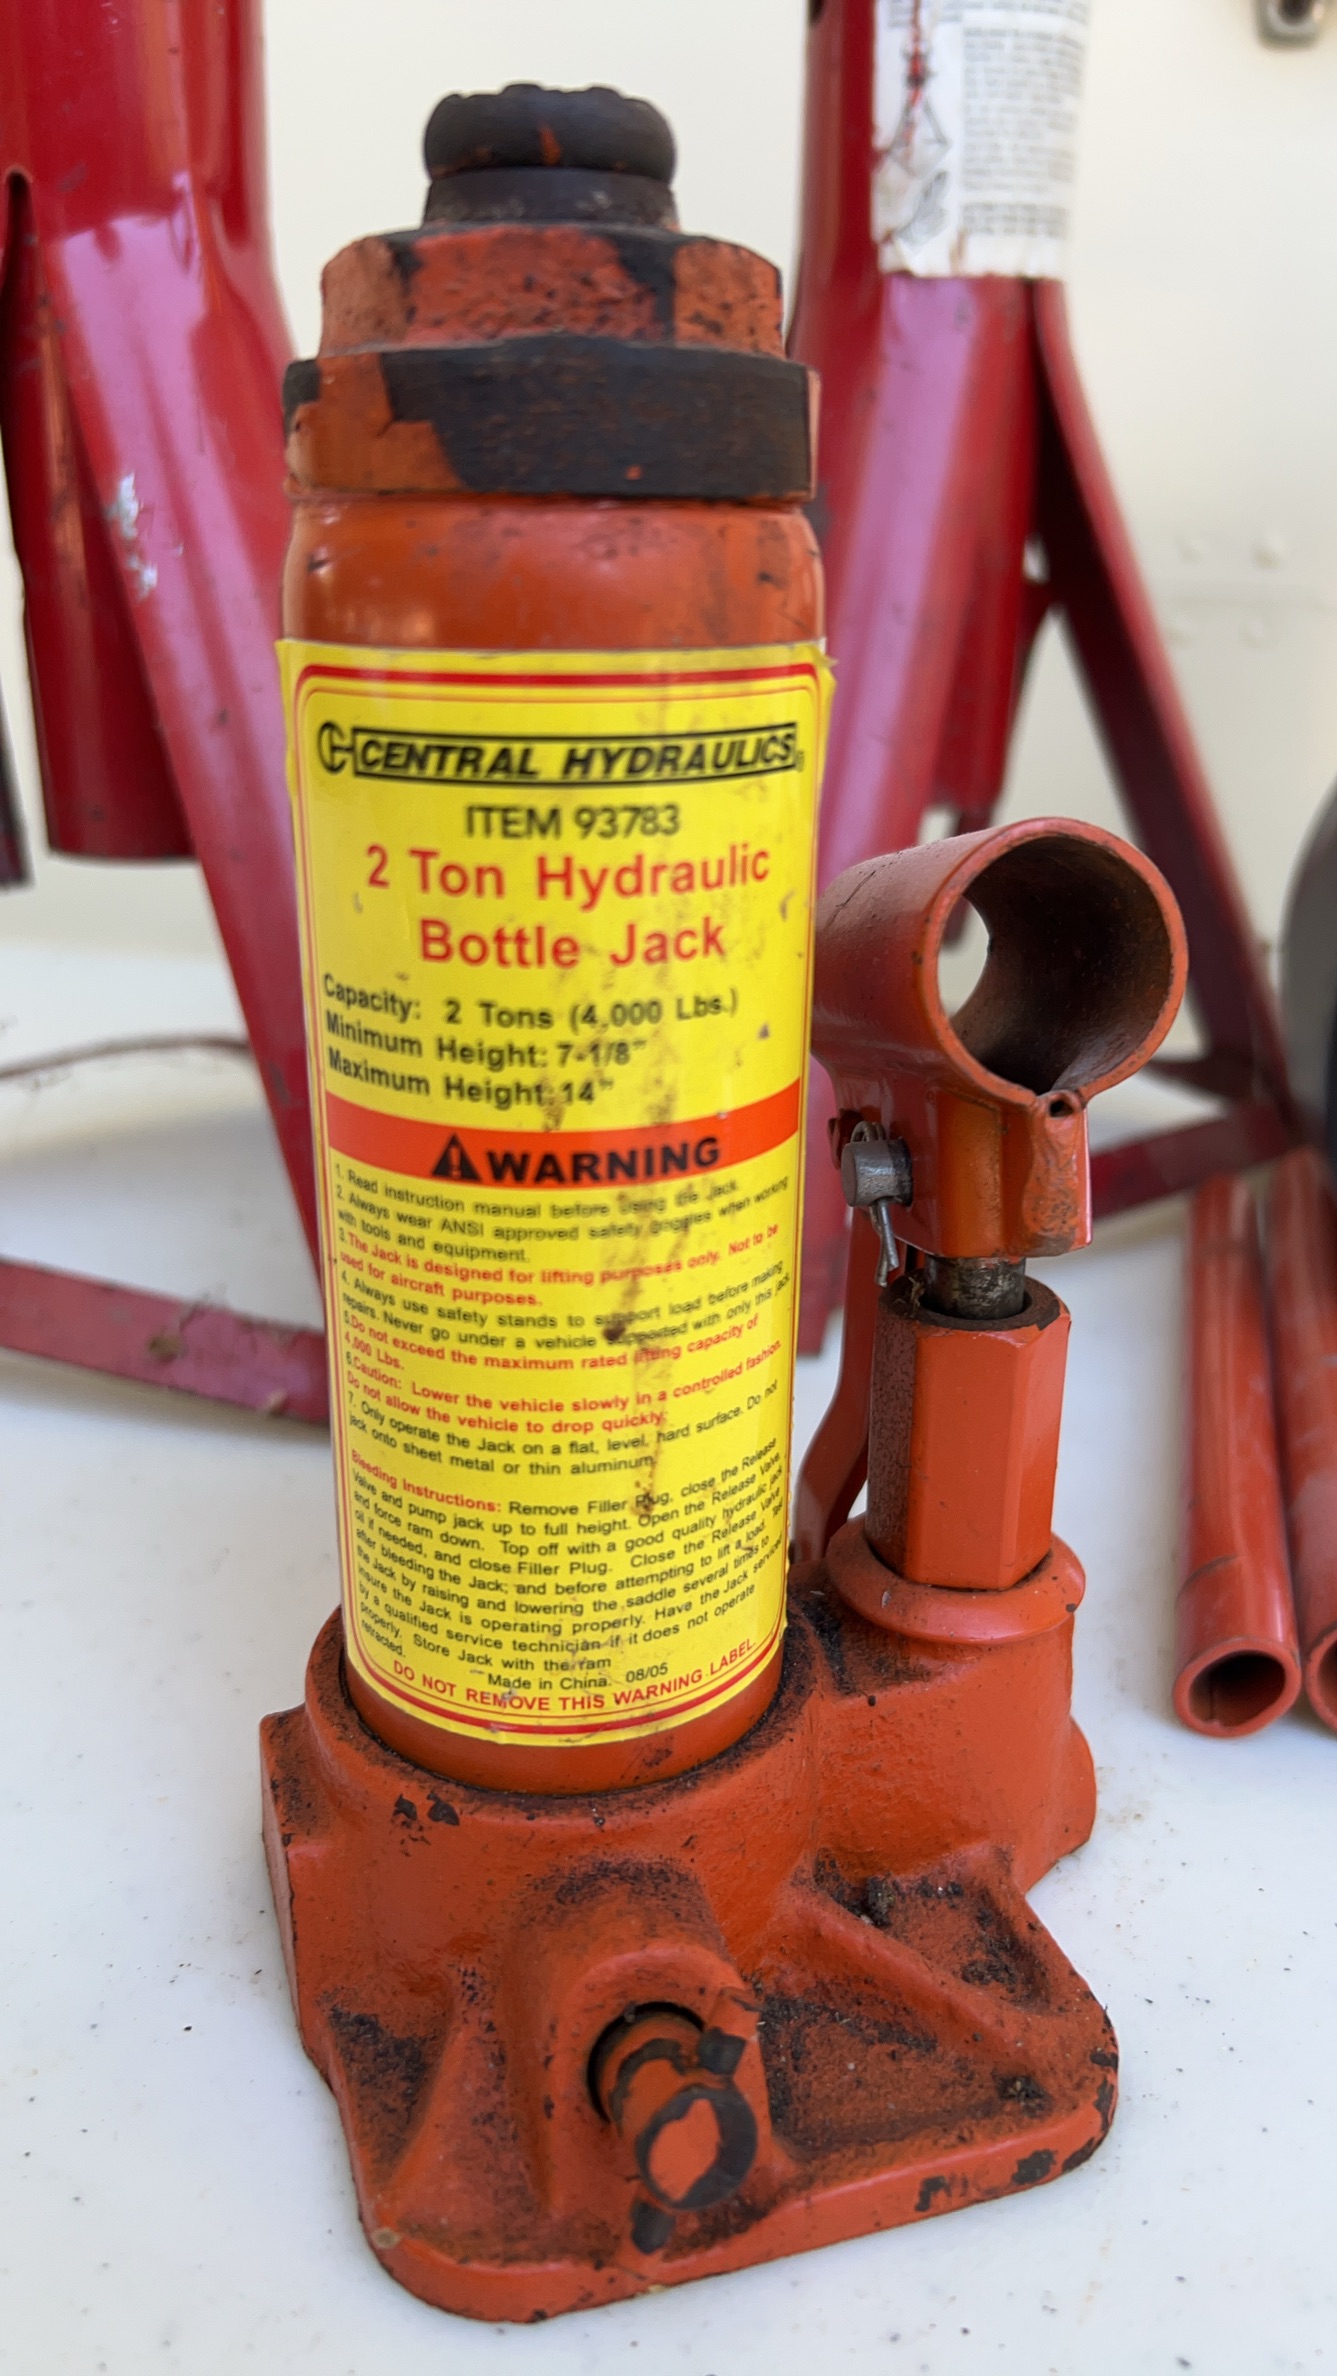 CH CENTRAL HYDRAULICS®
ITEM 93783
2 Ton Hydraulic
Bottle Jack
Capacity: 2 Tons (4,000 Lbs.)
Minimum Height: 7-1/8"
Maximum Height: 14"
WARNING
1. Read instruction manual before using the Jack.
2. Always wear ANSI approved safety goggles when working
with tools and equipment.
3.The Jack is designed for lifting purposes only. Not to be
used for aircraft purposes.
4. Always use safety stands to support load before making
repairs. Never go under a vehicle supported with only this jack.
5.Do not exceed the maximum rated lifting capacity of
4,000 Lbs.
6.Caution: Lower the vehicle slowly in a controlled fashion.
Do not allow the vehicle to drop quickly.
7. Only operate the Jack on a flat, level, hard surface. Do not
jack onto sheet metal or thin aluminum.
Bleeding Instructions: Remove Filler Plug, close the Release
Valve and pump jack up to full height. Open the Release Valve,
and force ram down. Top off with a good quality hydraulic jack
oil if needed, and close Filler Plug. Close the Release Valve
after bleeding the Jack; and before attempting to lift a load. Test
the Jack by raising and lowering the saddle several times to
insure the Jack is operating properly. Have the Jack serviced
by a qualified service technician if it does not operate
properly. Store Jack with the ram
retracted.
Made in China. 08/05
DO NOT REMOVE THIS WARNING LABEL